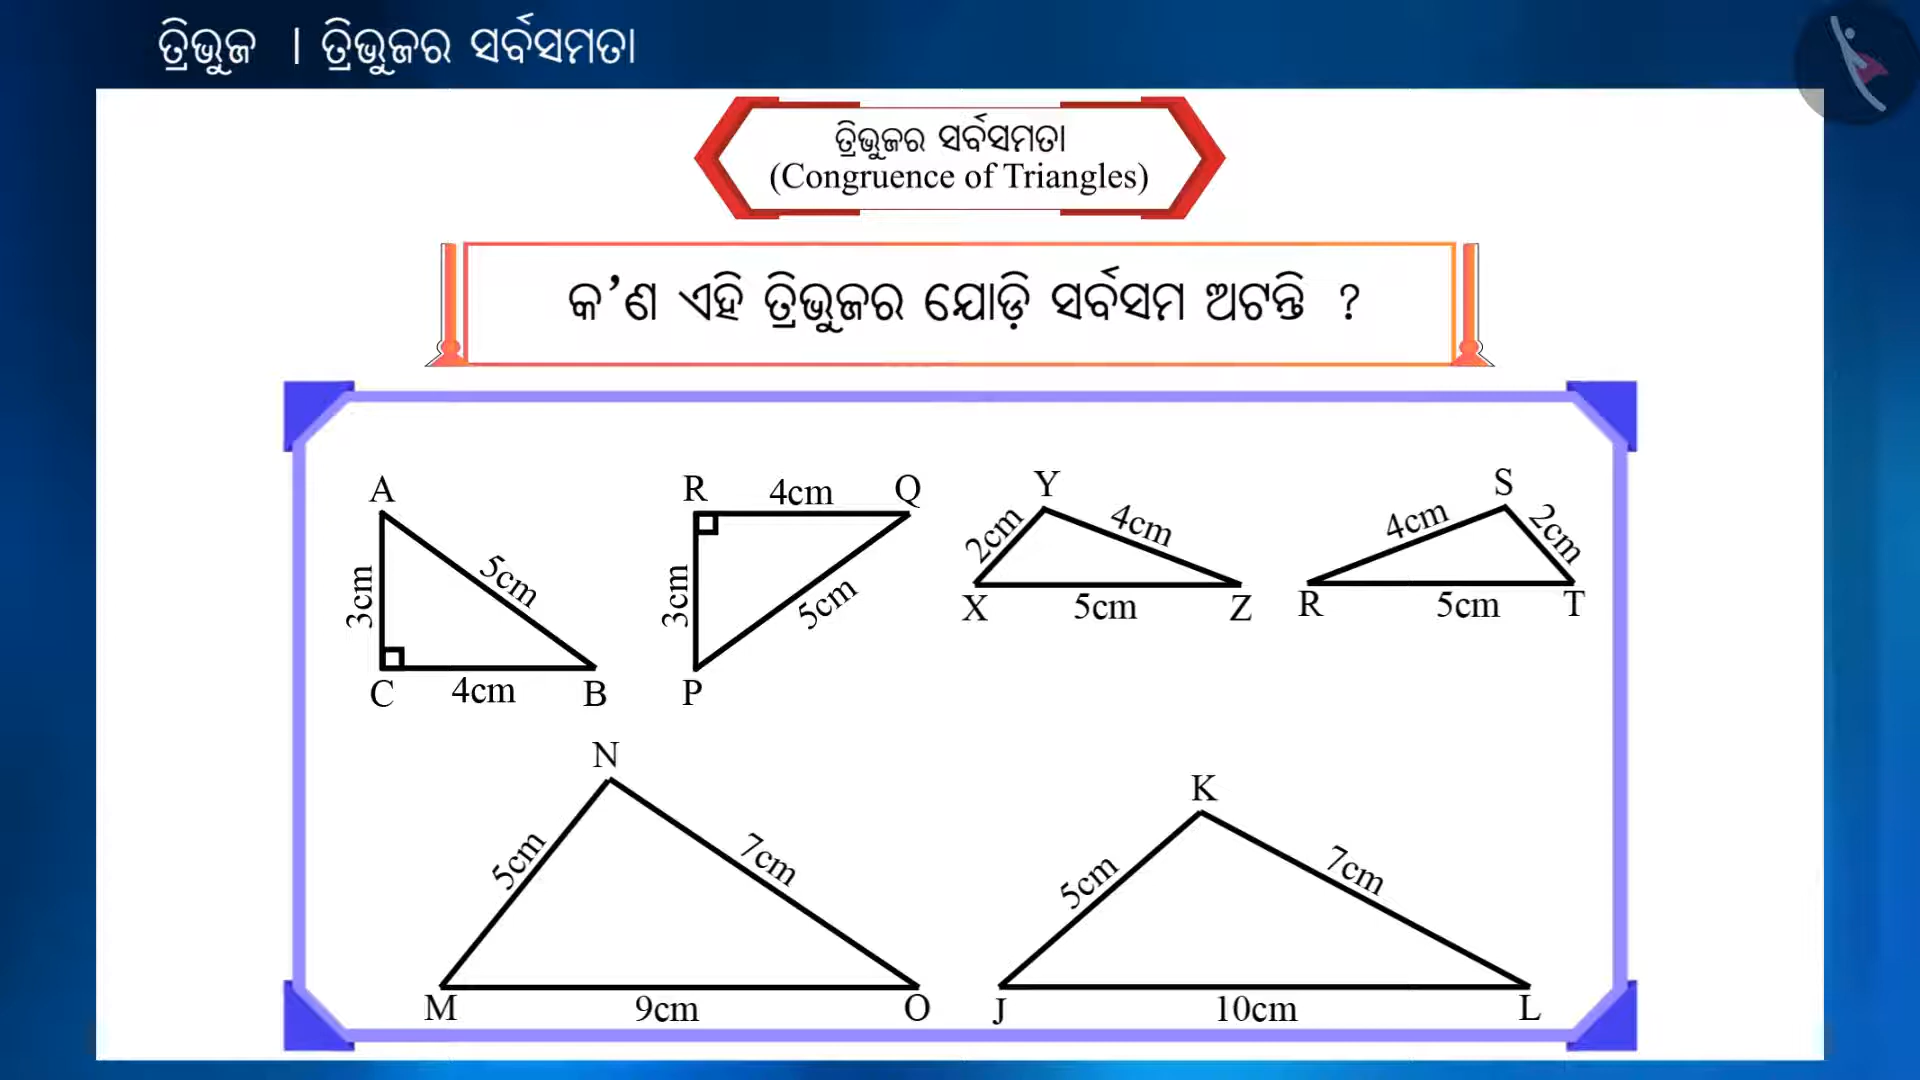 ତ୍ରିଭୁଜ । ତ୍ରିଭୁଜର ସର୍ବସମତା
ତ୍ରିଭୁଜର ସର୍ବସମତା
(Congruence of Triangles)
କ'ଣ ଏହି ତ୍ରିଭୁଜର ଯୋଡ଼ି ସର୍ବସମ ଅଟନ୍ତି ?
A
3cm
5cm
C 4cm B
R 4cm Q
3cm
5cm
P
Y
2cm
4cm
X 5cm Z
S
4cm
2cm
R 5cm T
N
5cm
7cm
M 9cm O
K
5cm
7cm
J 10cm L